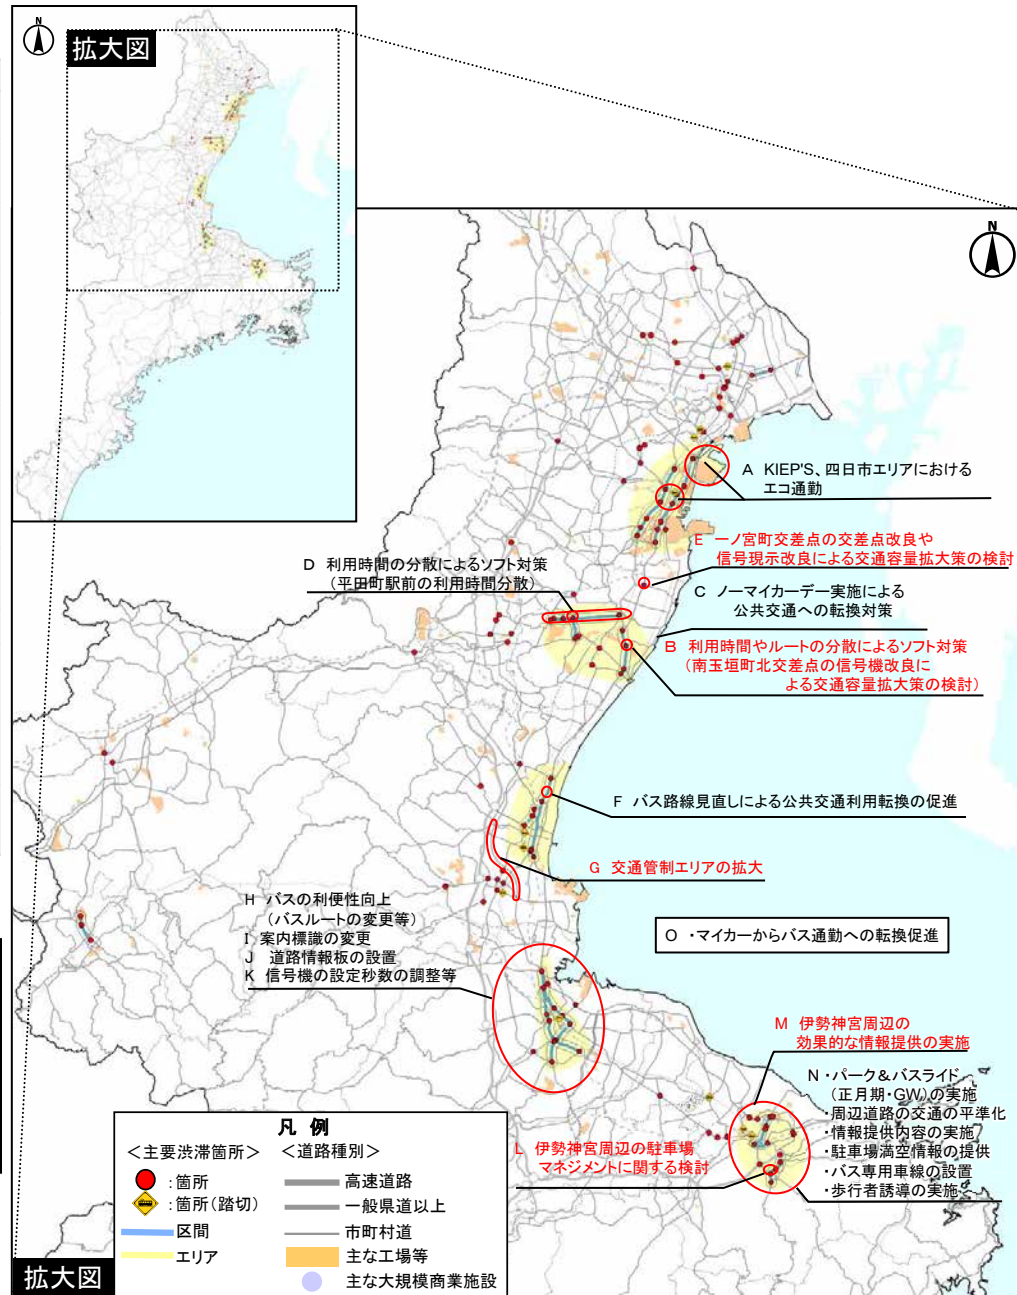 N
拡大図
N
A KIEP'S、四日市エリアにおける
エコ通勤
E 一ノ宮町交差点の交差点改良や
信号現示改良による交通容量拡大策の検討
D 利用時間の分散によるソフト対策
(平田町駅前の利用時間分散)
C ノーマイカーデー実施による
公共交通への転換対策
B 利用時間やルートの分散によるソフト対策
(南玉垣町北交差点の信号機改良に
よる交通容量拡大策の検討)
F バス路線見直しによる公共交通利用転換の促進
G 交通管制エリアの拡大
H バスの利便性向上
(バスルートの変更等)
I 案内標識の変更
J 道路情報板の設置
K 信号機の設定秒数の調整等
O ・マイカーからバス通勤への転換促進
M 伊勢神宮周辺の
効果的な情報提供の実施
N ・パーク&バスライド
(正月期・GW)の実施
・周辺道路の交通の平準化
・情報提供内容の実施
・駐車場満空情報の提供
・バス専用車線の設置
・歩行者誘導の実施
L 伊勢神宮周辺の駐車場
マネジメントに関する検討
凡 例
<主要渋滞箇所> <道路種別>
:箇所 高速道路
:箇所(踏切) 一般県道以上
区間 市町村道
エリア 主な工場等
主な大規模商業施設
拡大図